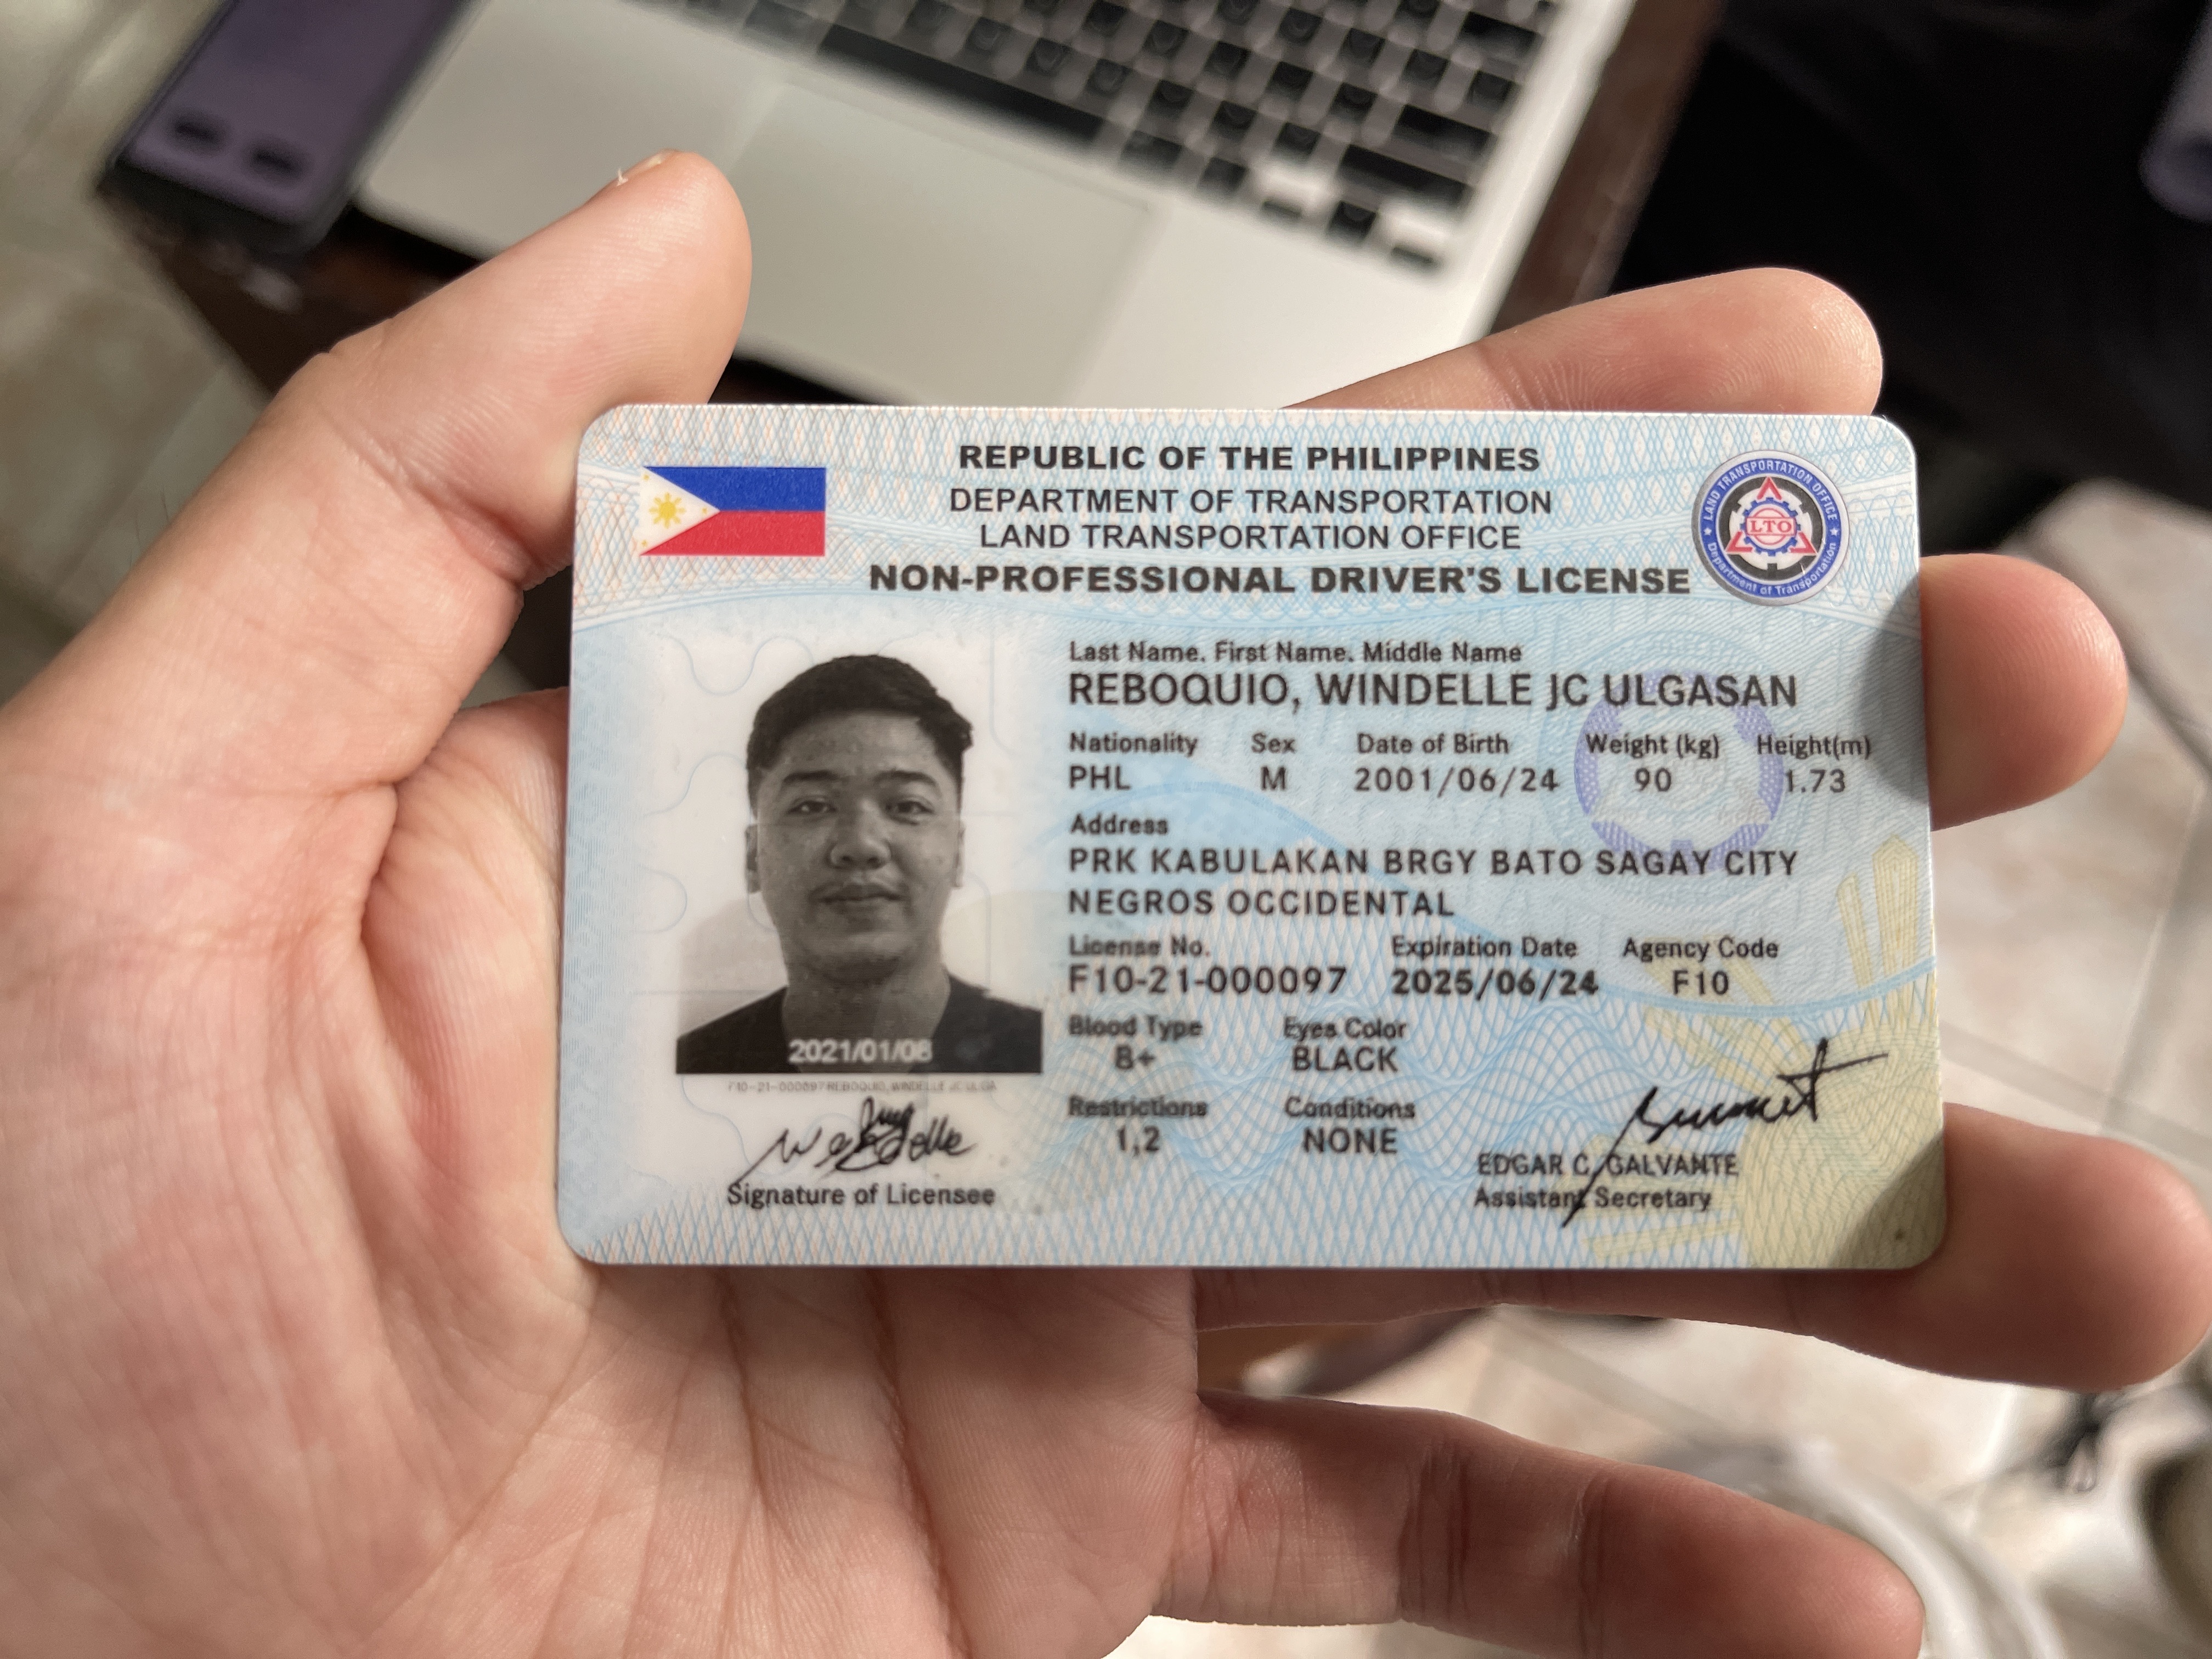 REPUBLIC OF THE PHILIPPINES
DEPARTMENT OF TRANSPORTATION
LAND TRANSPORTATION OFFICE
NON-PROFESSIONAL DRIVER'S LICENSE
LAND TRANSPORTATION OFFICE
LTO
Department of Transportation
Last Name. First Name. Middle Name
REBOQUIO, WINDELLE JC ULGASAN
Nationality Sex Date of Birth Weight (kg) Height(m)
PHL M 2001/06/24 90 1.73
Address
PRK KABULAKAN BRGY BATO SAGAY CITY
NEGROS OCCIDENTAL
License No. Expiration Date Agency Code
F10-21-000097 2025/06/24 F10
Blood Type Eyes Color
B+ BLACK
Restrictions Conditions
1,2 NONE
2021/01/08
Signature of Licensee
EDGAR C. GALVANTE
Assistant Secretary